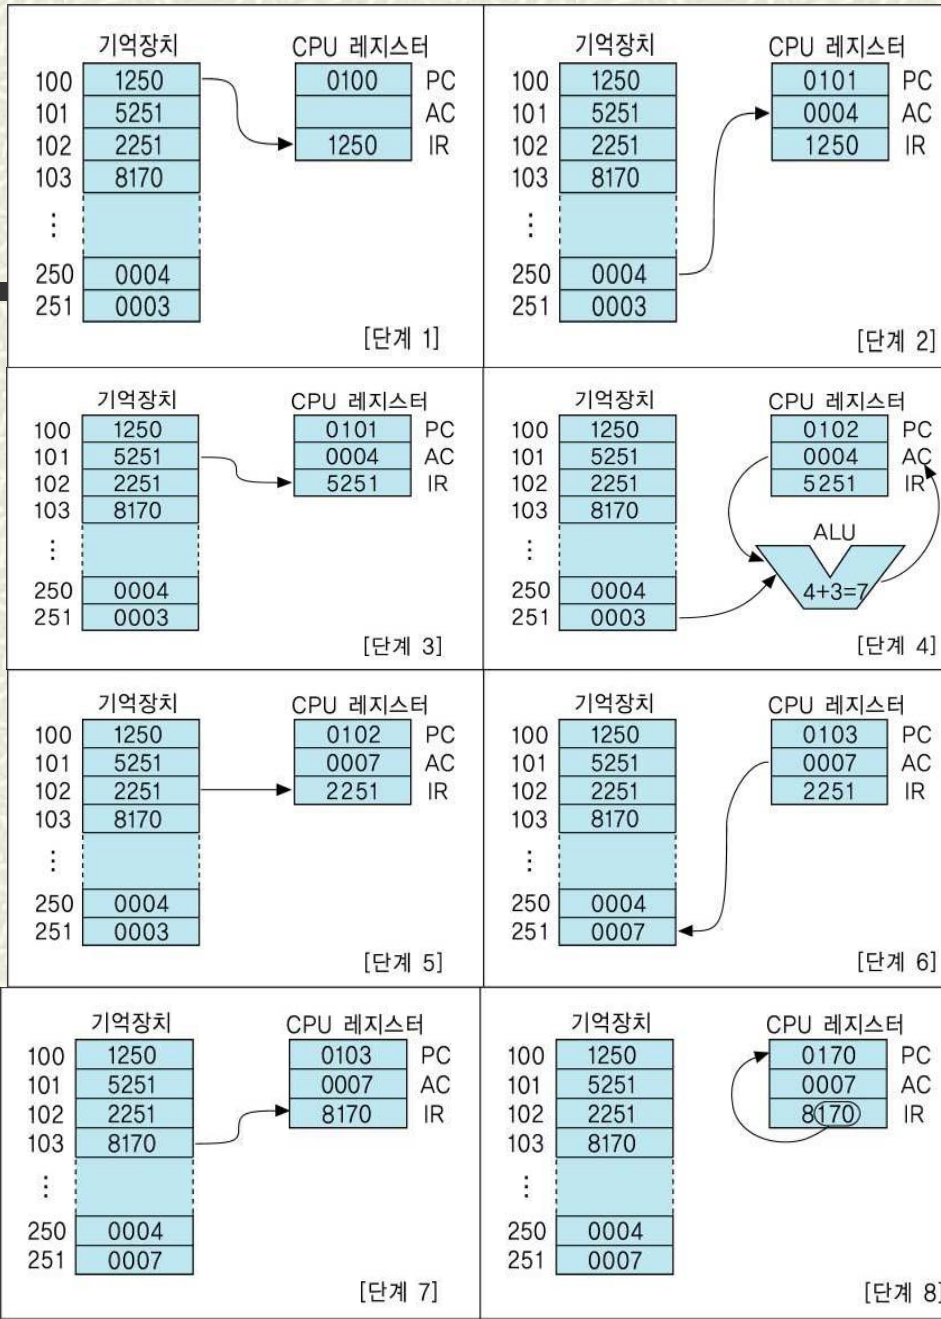 기억장치 CPU 레지스터
100 1250 0100 PC
101 5251 AC
102 2251 1250 IR
103 8170
⋮
250 0004
251 0003
[단계 1]
기억장치 CPU 레지스터
100 1250 0101 PC
101 5251 0004 AC
102 2251 1250 IR
103 8170
⋮
250 0004
251 0003
[단계 2]
기억장치 CPU 레지스터
100 1250 0101 PC
101 5251 0004 AC
102 2251 5251 IR
103 8170
⋮
250 0004
251 0003
[단계 3]
기억장치 CPU 레지스터
100 1250 0102 PC
101 5251 0004 AC
102 2251 5251 IR
103 8170
⋮ ALU
250 0004 4+3=7
251 0003
[단계 4]
기억장치 CPU 레지스터
100 1250 0102 PC
101 5251 0007 AC
102 2251 2251 IR
103 8170
⋮
250 0004
251 0003
[단계 5]
기억장치 CPU 레지스터
100 1250 0103 PC
101 5251 0007 AC
102 2251 2251 IR
103 8170
⋮
250 0004
251 0007
[단계 6]
기억장치 CPU 레지스터
100 1250 0103 PC
101 5251 0007 AC
102 2251 8170 IR
103 8170
⋮
250 0004
251 0007
[단계 7]
기억장치 CPU 레지스터
100 1250 0170 PC
101 5251 0007 AC
102 2251 8170 IR
103 8170
⋮
250 0004
251 0007
[단계 8]